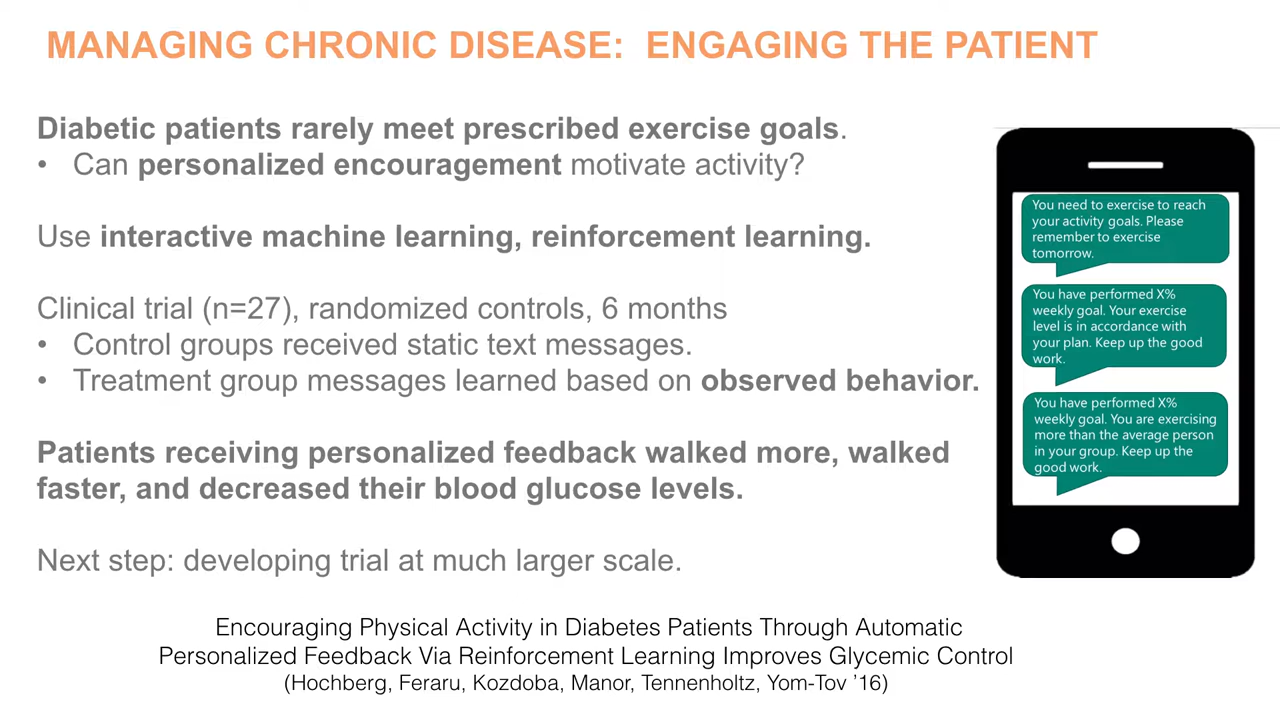 MANAGING CHRONIC DISEASE: ENGAGING THE PATIENT
Diabetic patients rarely meet prescribed exercise goals.
• Can personalized encouragement motivate activity?
Use interactive machine learning, reinforcement learning.
Clinical trial (n=27), randomized controls, 6 months
• Control groups received static text messages.
• Treatment group messages learned based on observed behavior.
Patients receiving personalized feedback walked more, walked
faster, and decreased their blood glucose levels.
Next step: developing trial at much larger scale.
You need to exercise to reach
your activity goals. Please
remember to exercise
tomorrow.
You have performed X%
weekly goal. Your exercise
level is in accordance with
your plan. Keep up the good
work.
You have performed X%
weekly goal. You are exercising
more than the average person
in your group. Keep up the
good work.
Encouraging Physical Activity in Diabetes Patients Through Automatic
Personalized Feedback Via Reinforcement Learning Improves Glycemic Control
(Hochberg, Feraru, Kozdoba, Manor, Tennenholtz, Yom-Tov ’16)